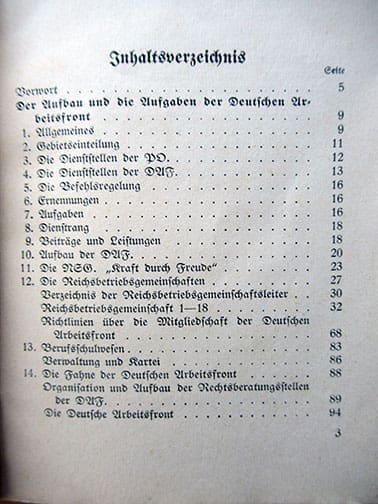 Inhaltsverzeichnis
Seite
Vorwort . . . . . . . . . . . . . . . . . . . . 5
Der Aufbau und die Aufgaben der Deutschen Ar-
beitsfront . . . . . . . . . . . . . . . . . . . 9
1. Allgemeines . . . . . . . . . . . . . . . . . 9
2. Gebietseinteilung . . . . . . . . . . . . . . 11
3. Die Dienststellen der PO. . . . . . . . . . . 12
4. Die Dienststellen der DAF. . . . . . . . . . 13
5. Die Befehlsregelung . . . . . . . . . . . . . 16
6. Ernennungen . . . . . . . . . . . . . . . . . 16
7. Aufgaben . . . . . . . . . . . . . . . . . . 16
8. Dienstrang . . . . . . . . . . . . . . . . . 18
9. Beiträge und Leistungen . . . . . . . . . . . 18
10. Aufbau der DAF. . . . . . . . . . . . . . . 20
11. Die NSG. „Kraft durch Freude“ . . . . . . . 23
12. Die Reichsbetriebsgemeinschaften . . . . . . 27
Verzeichnis der Reichsbetriebsgemeinschaftsleiter 30
Reichsbetriebsgemeinschaft 1—18 . . . . . . . 32
Richtlinien über die Mitgliedschaft der Deutschen
Arbeitsfront . . . . . . . . . . . . . . . . . 68
13. Berufsschulwesen . . . . . . . . . . . . . . 83
Verwaltung und Kartei . . . . . . . . . . . . 86
14. Die Fahne der Deutschen Arbeitsfront . . . . 88
Organisation und Aufbau der Rechtsberatungsstellen
der DAF. . . . . . . . . . . . . . . . . . . . 89
Die Deutsche Arbeitsfront . . . . . . . . . . 94
3